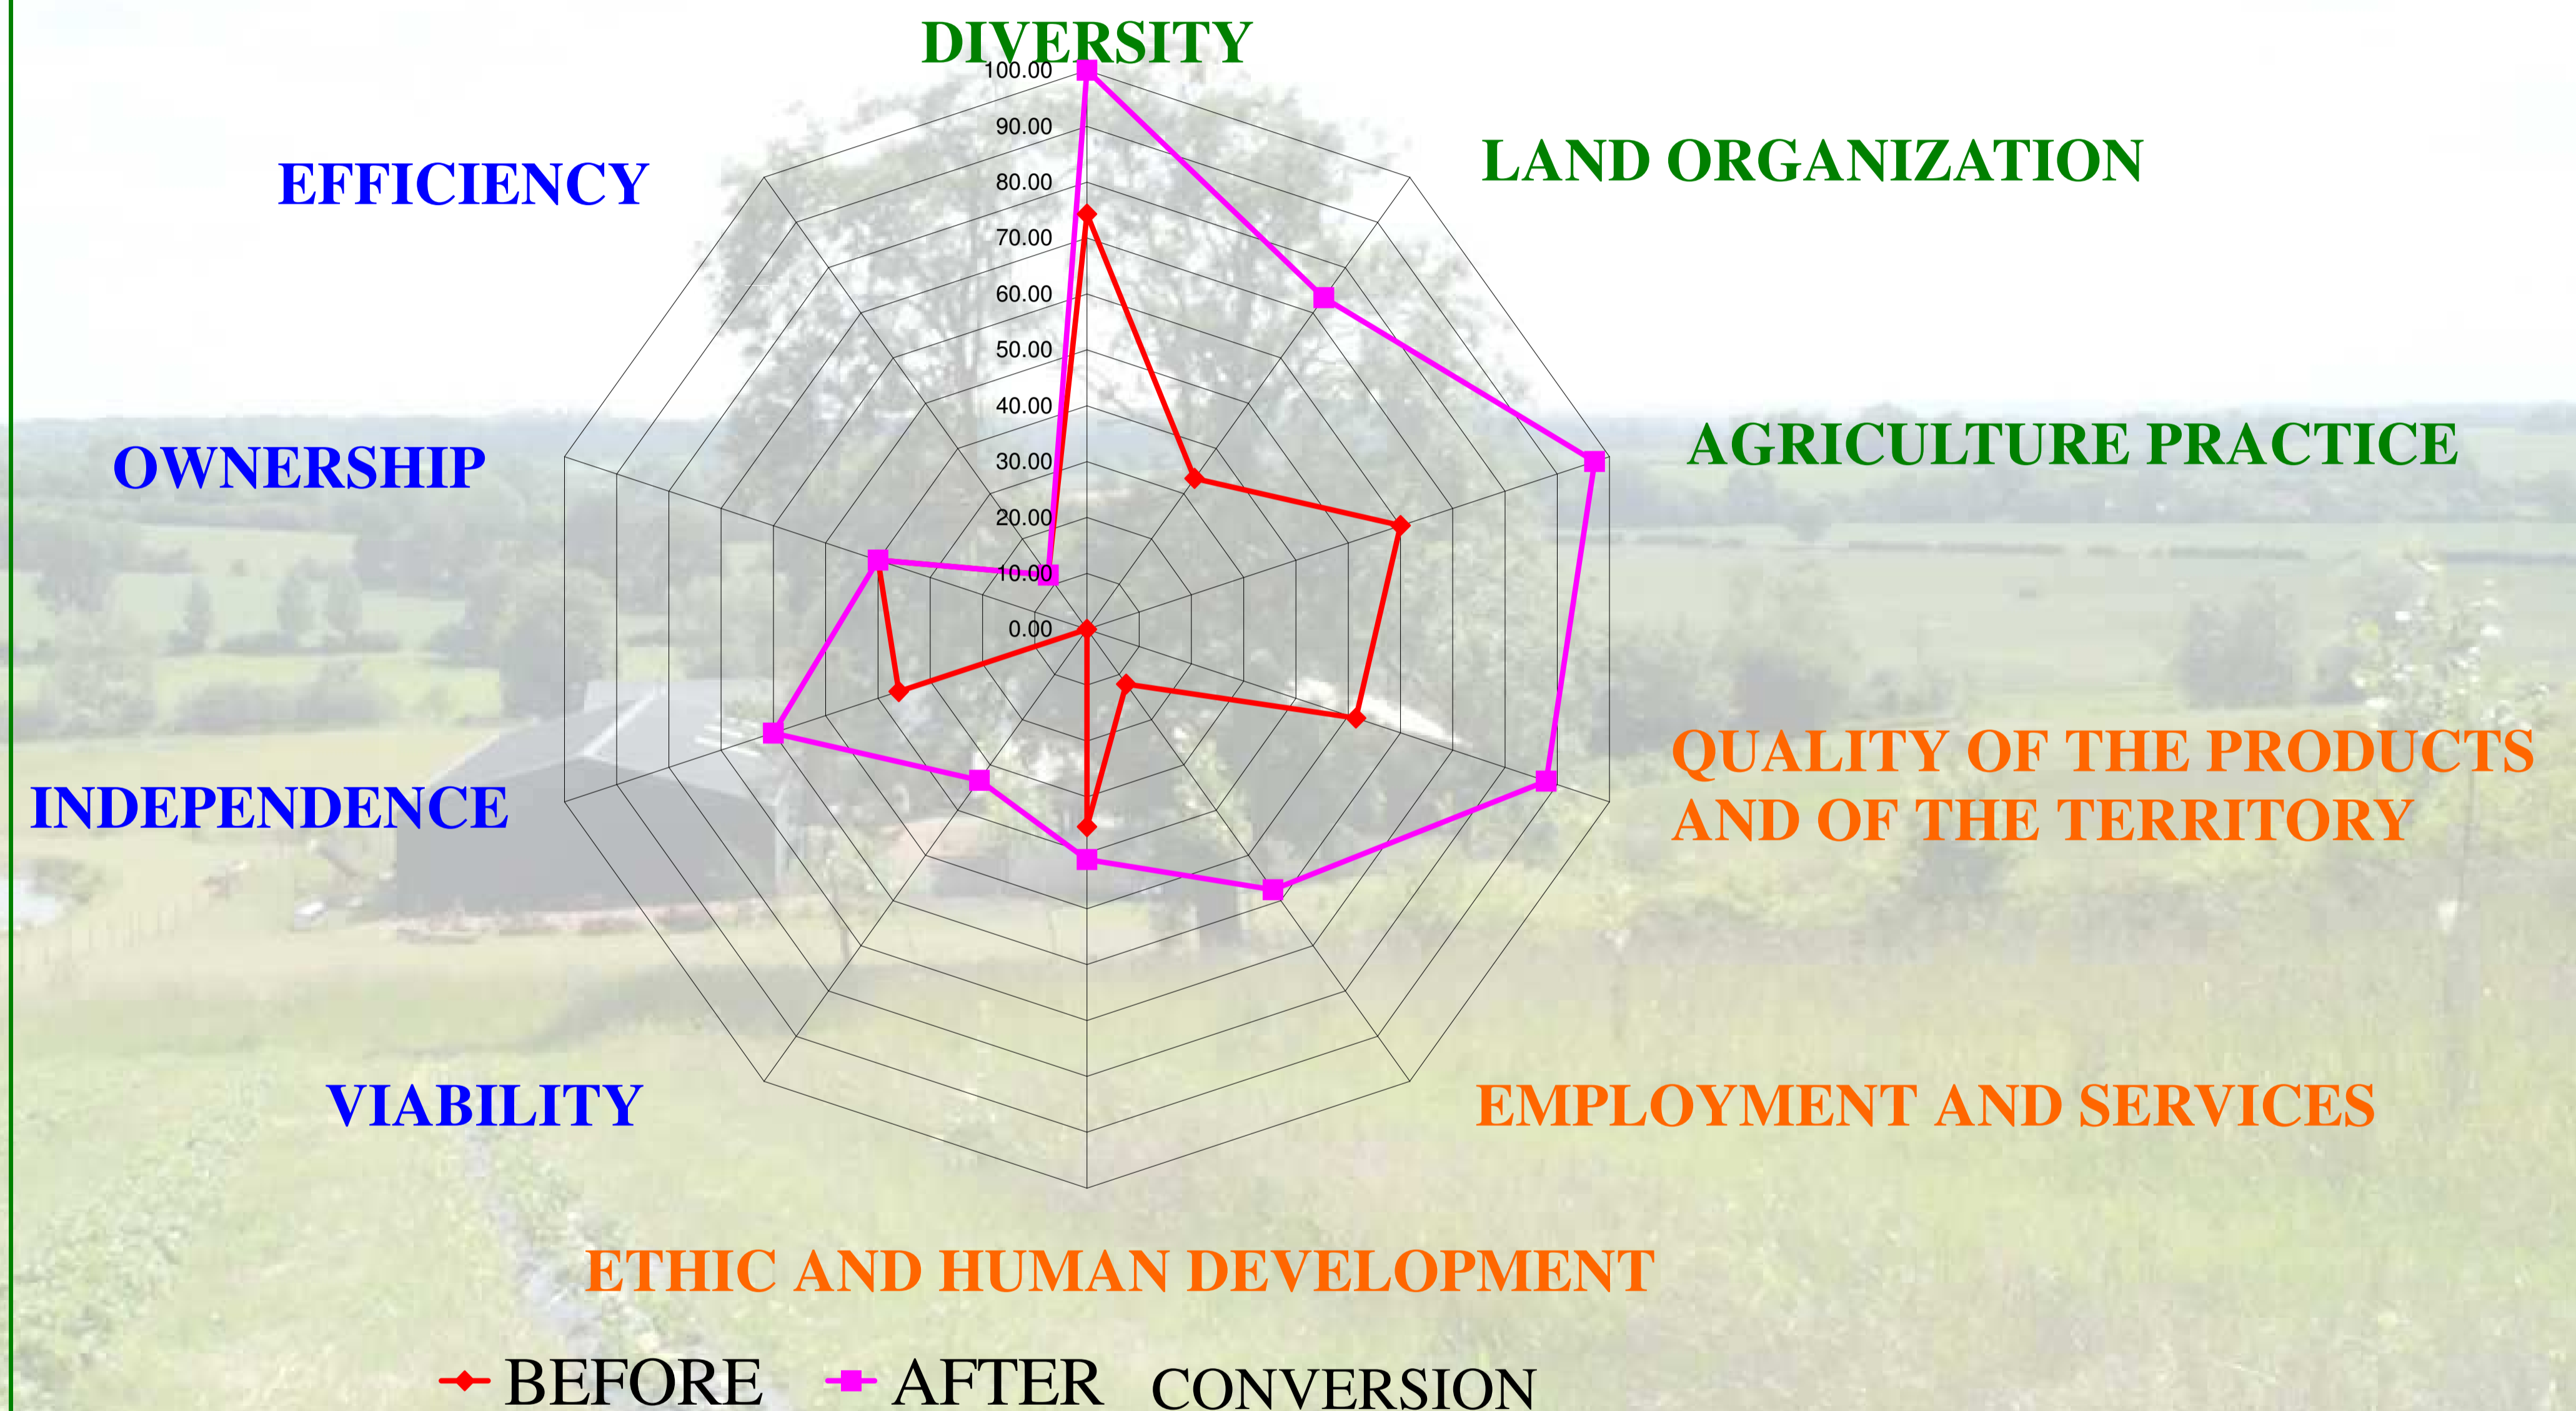 DIVERSITY
100.00
90.00
80.00
70.00
60.00
50.00
40.00
30.00
20.00
10.00
0.00
LAND ORGANIZATION
AGRICULTURE PRACTICE
QUALITY OF THE PRODUCTS
AND OF THE TERRITORY
EMPLOYMENT AND SERVICES
ETHIC AND HUMAN DEVELOPMENT
VIABILITY
INDEPENDENCE
OWNERSHIP
EFFICIENCY
BEFORE AFTER CONVERSION